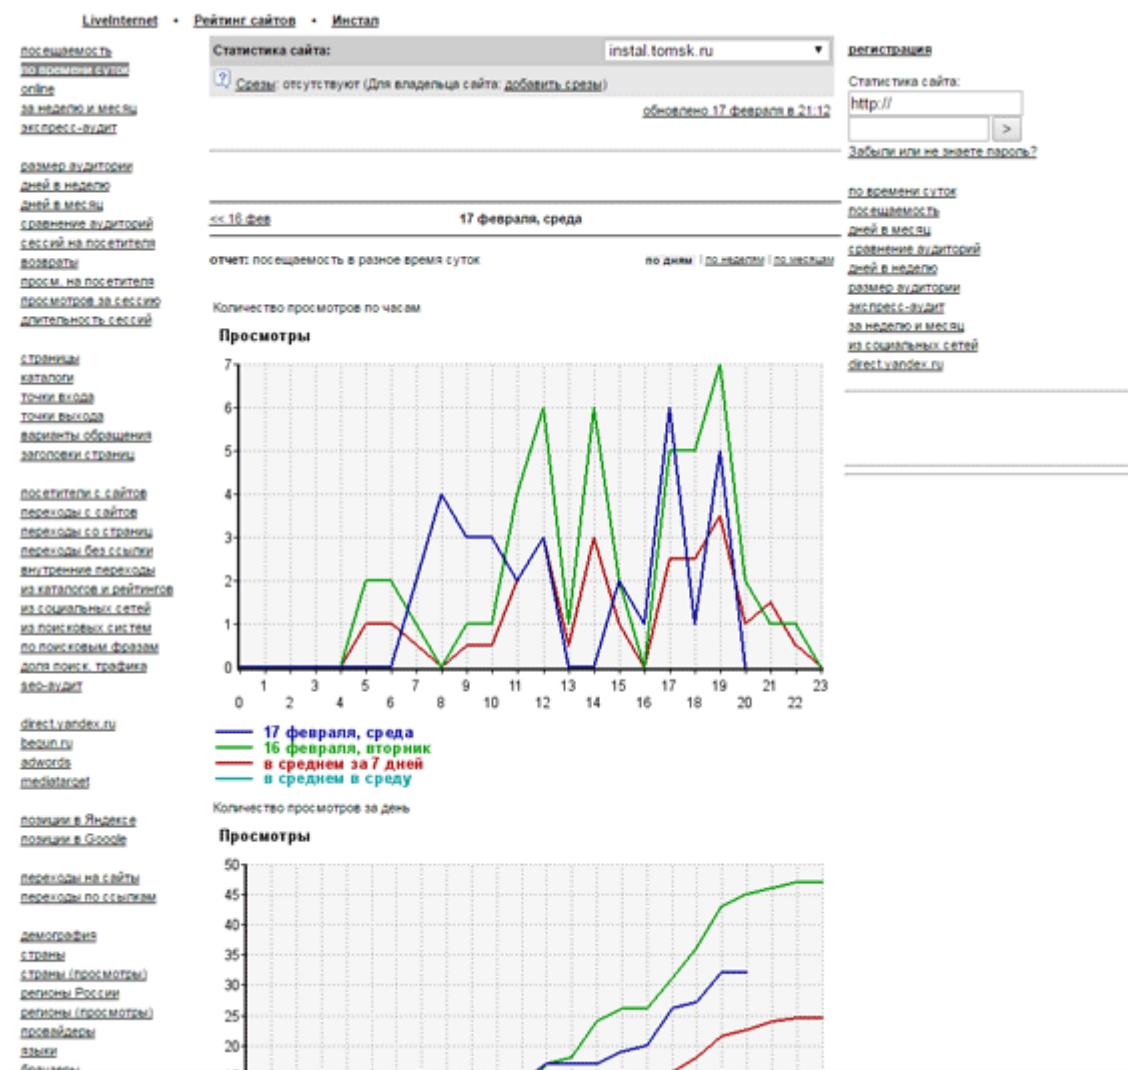 LiveInternet • Рейтинг сайтов • Инстал
посещаемость
по времени суток
online
за неделю и месяц
экспресс-аудит
размер аудитории
дней в неделю
дней в месяц
сравнение аудиторий
сессий на посетителя
возвраты
просм. на посетителя
просмотров за сессию
длительность сессий
страницы
каталоги
точки входа
точки выхода
варианты обращения
заголовки страниц
посетители с сайтов
переходы с сайтов
переходы со страниц
переходы без ссылки
внутренние переходы
из каталогов и рейтингов
из социальных сетей
из поисковых систем
по поисковым фразам
доля поиск. трафика
seo-аудит
direct.yandex.ru
begun.ru
adwords
mediatarget
позиции в Яндексе
позиции в Google
переходы на сайты
переходы по ссылкам
демография
страны
страны (просмотры)
регионы России
регионы (просмотры)
провайдеры
языки
браузеры
Статистика сайта:
instal.tomsk.ru
Срезы: отсутствуют (Для владельца сайта: добавить срезы)
обновлено 17 февраля в 21:12
<< 16 фев
17 февраля, среда
отчет: посещаемость в разное время суток
по дням | по неделям | по месяцам
Количество просмотров по часам
Просмотры
7
6
5
4
3
2
1
0
1 3 5 7 9 11 13 15 17 19 21 23
0 2 4 6 8 10 12 14 16 18 20 22
17 февраля, среда
16 февраля, вторник
в среднем за 7 дней
в среднем в среду
Количество просмотров за день
Просмотры
50
45
40
35
30
25
20
регистрация
Статистика сайта:
http://
>
Забыли или не знаете пароль?
по времени суток
посещаемость
дней в месяц
сравнение аудиторий
дней в неделю
размер аудитории
экспресс-аудит
за неделю и месяц
из социальных сетей
direct.yandex.ru